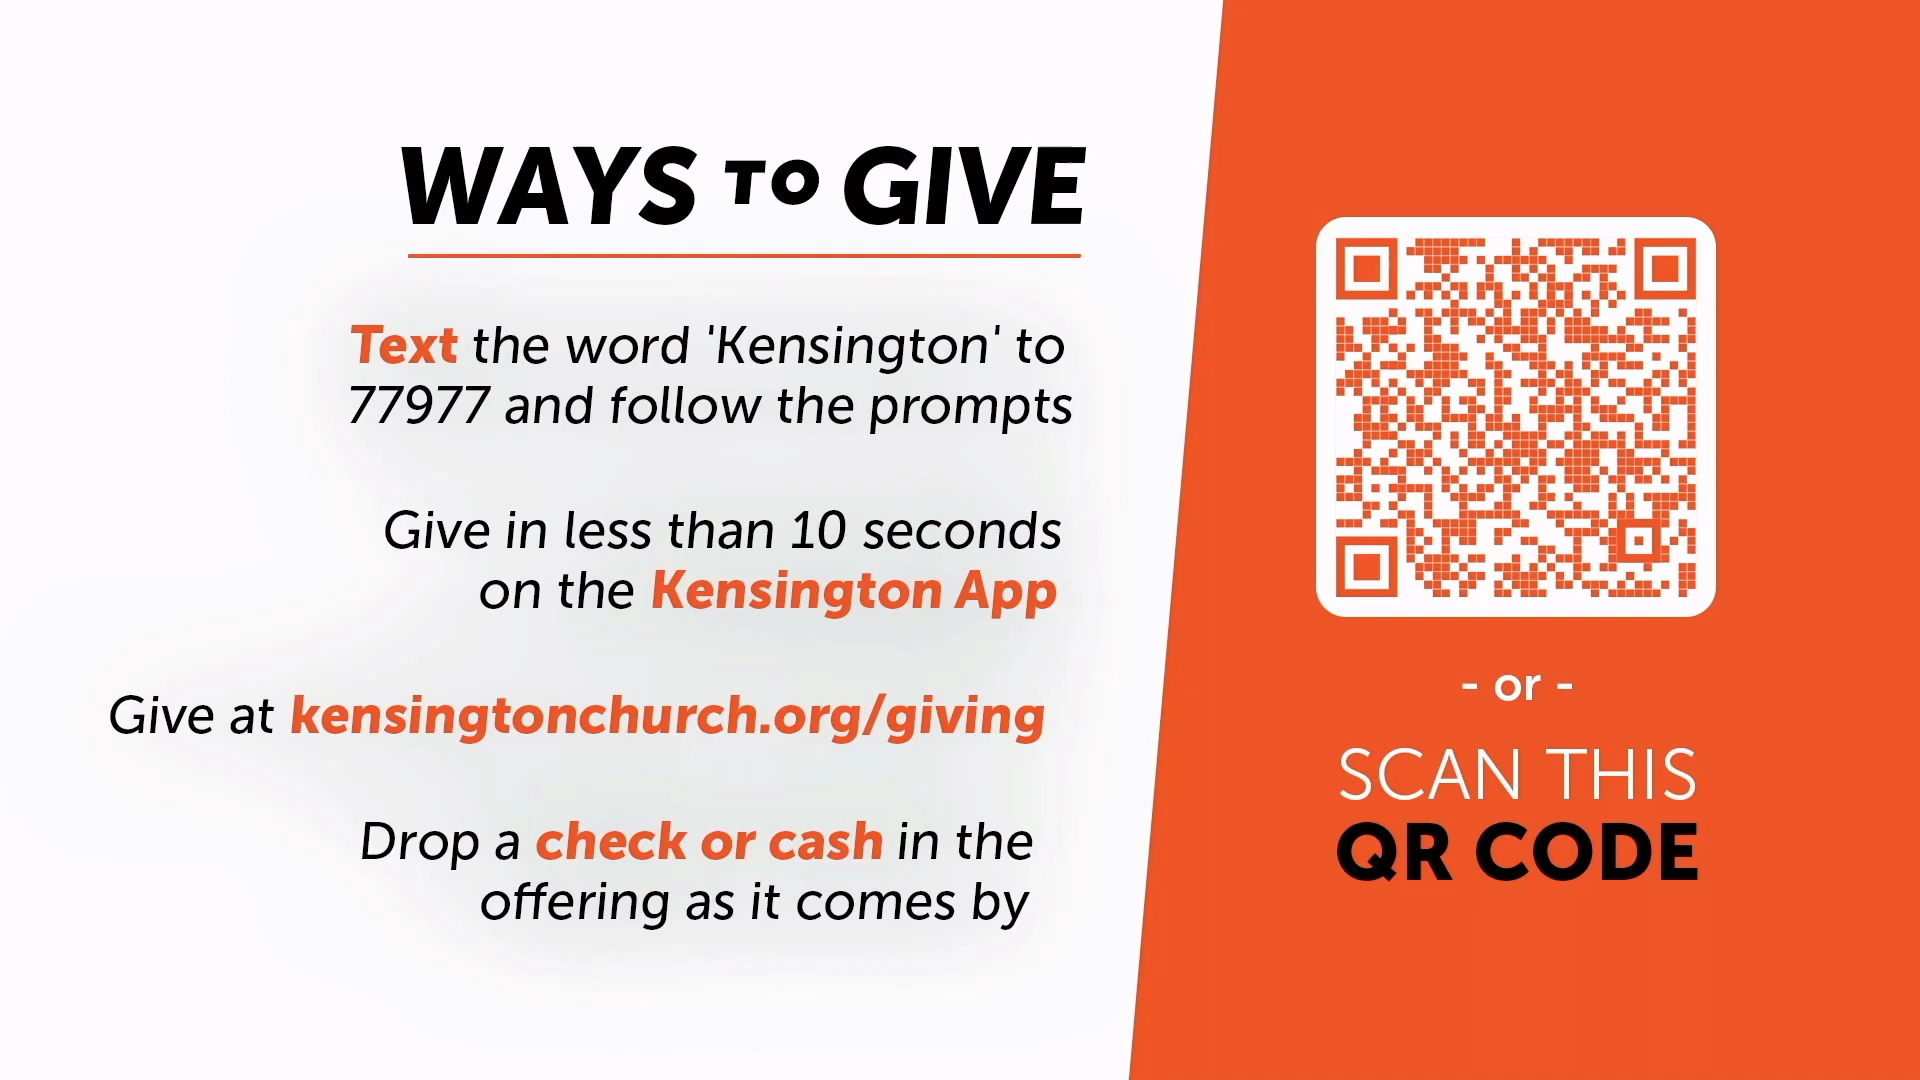 WAYS TO GIVE
Text the word 'Kensington' to
77977 and follow the prompts
Give in less than 10 seconds
on the Kensington App
Give at kensingtonchurch.org/giving
Drop a check or cash in the
offering as it comes by
- or -
SCAN THIS
QR CODE